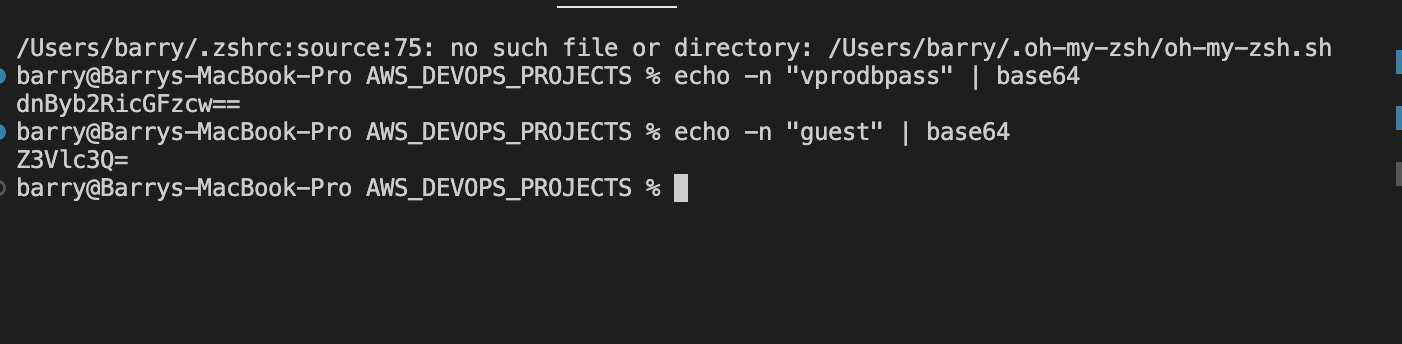 /Users/barry/.zshrc:source:75: no such file or directory: /Users/barry/.oh-my-zsh/oh-my-zsh.sh
barry@Barrys-MacBook-Pro AWS_DEVOPS_PROJECTS % echo -n "vprodbpass" | base64
dnByb2RicGFzcw==
barry@Barrys-MacBook-Pro AWS_DEVOPS_PROJECTS % echo -n "guest" | base64
Z3Vlc3Q=
barry@Barrys-MacBook-Pro AWS_DEVOPS_PROJECTS %